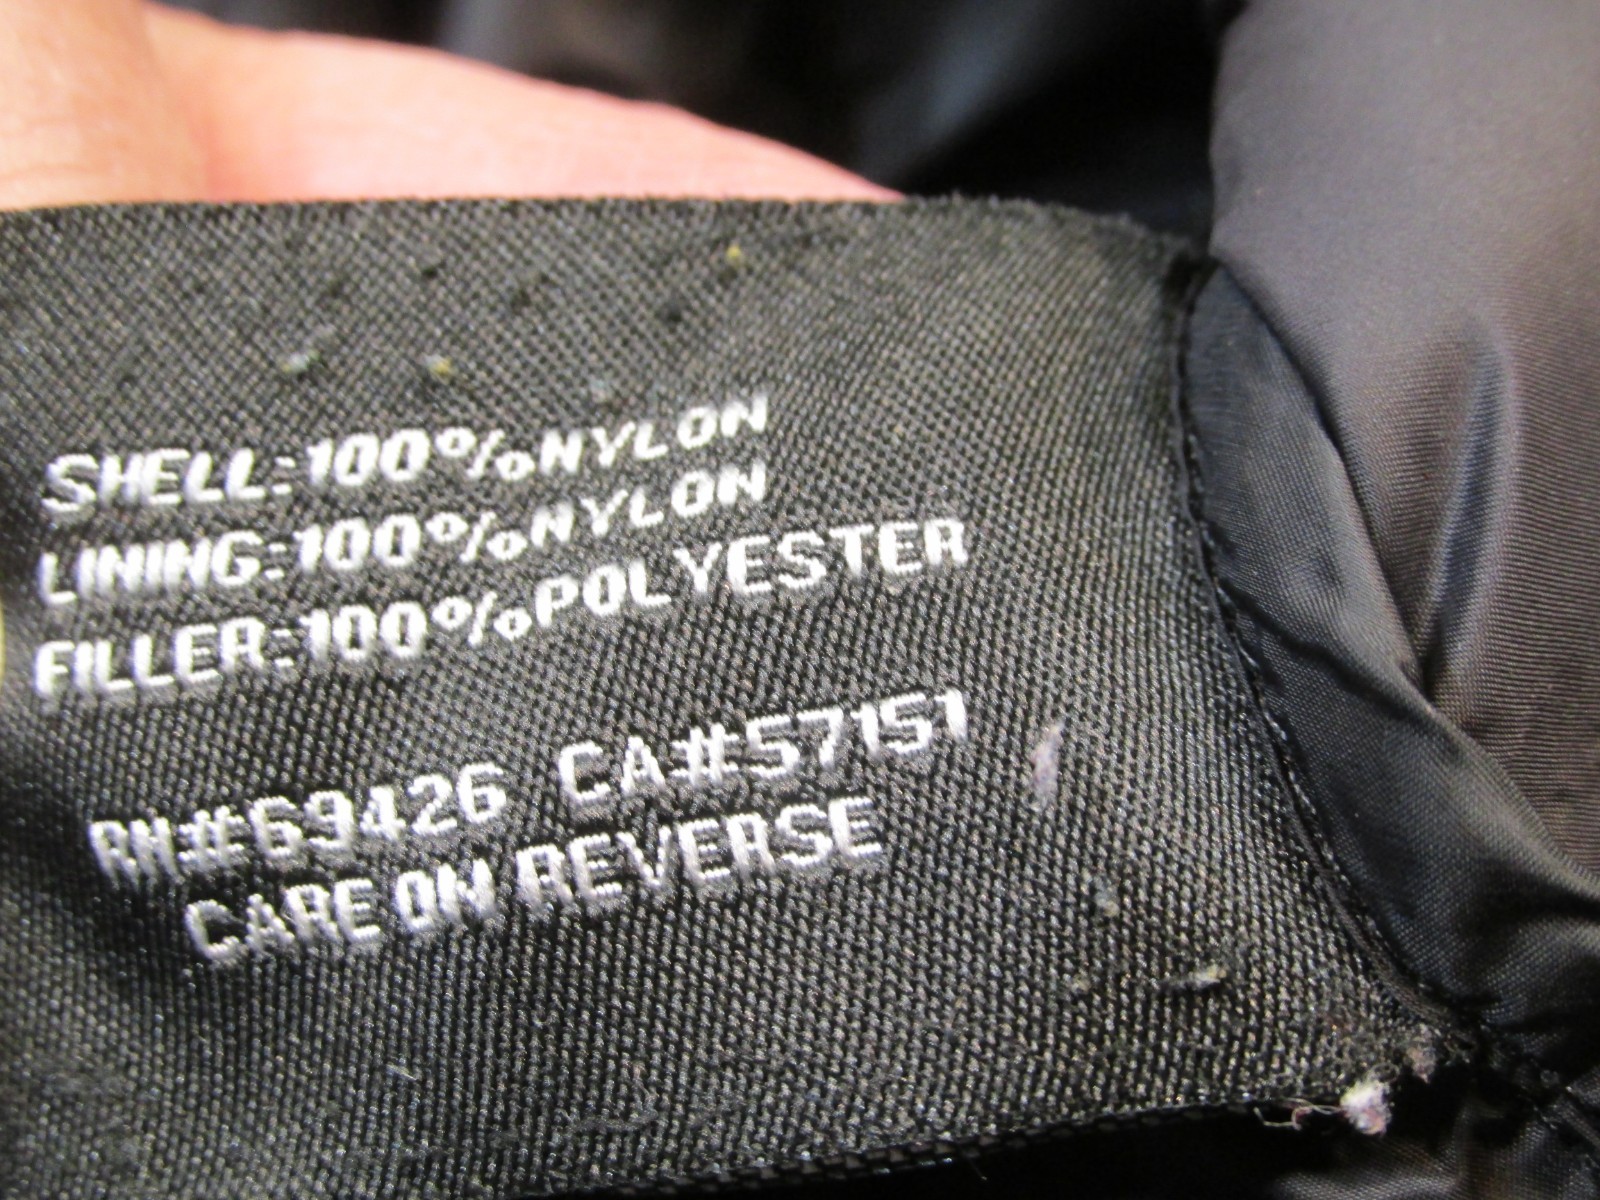 SHELL:100%NYLON
LINING:100%NYLON
FILLER:100%POLYESTER
RN#69426 CA#57151
CARE ON REVERSE